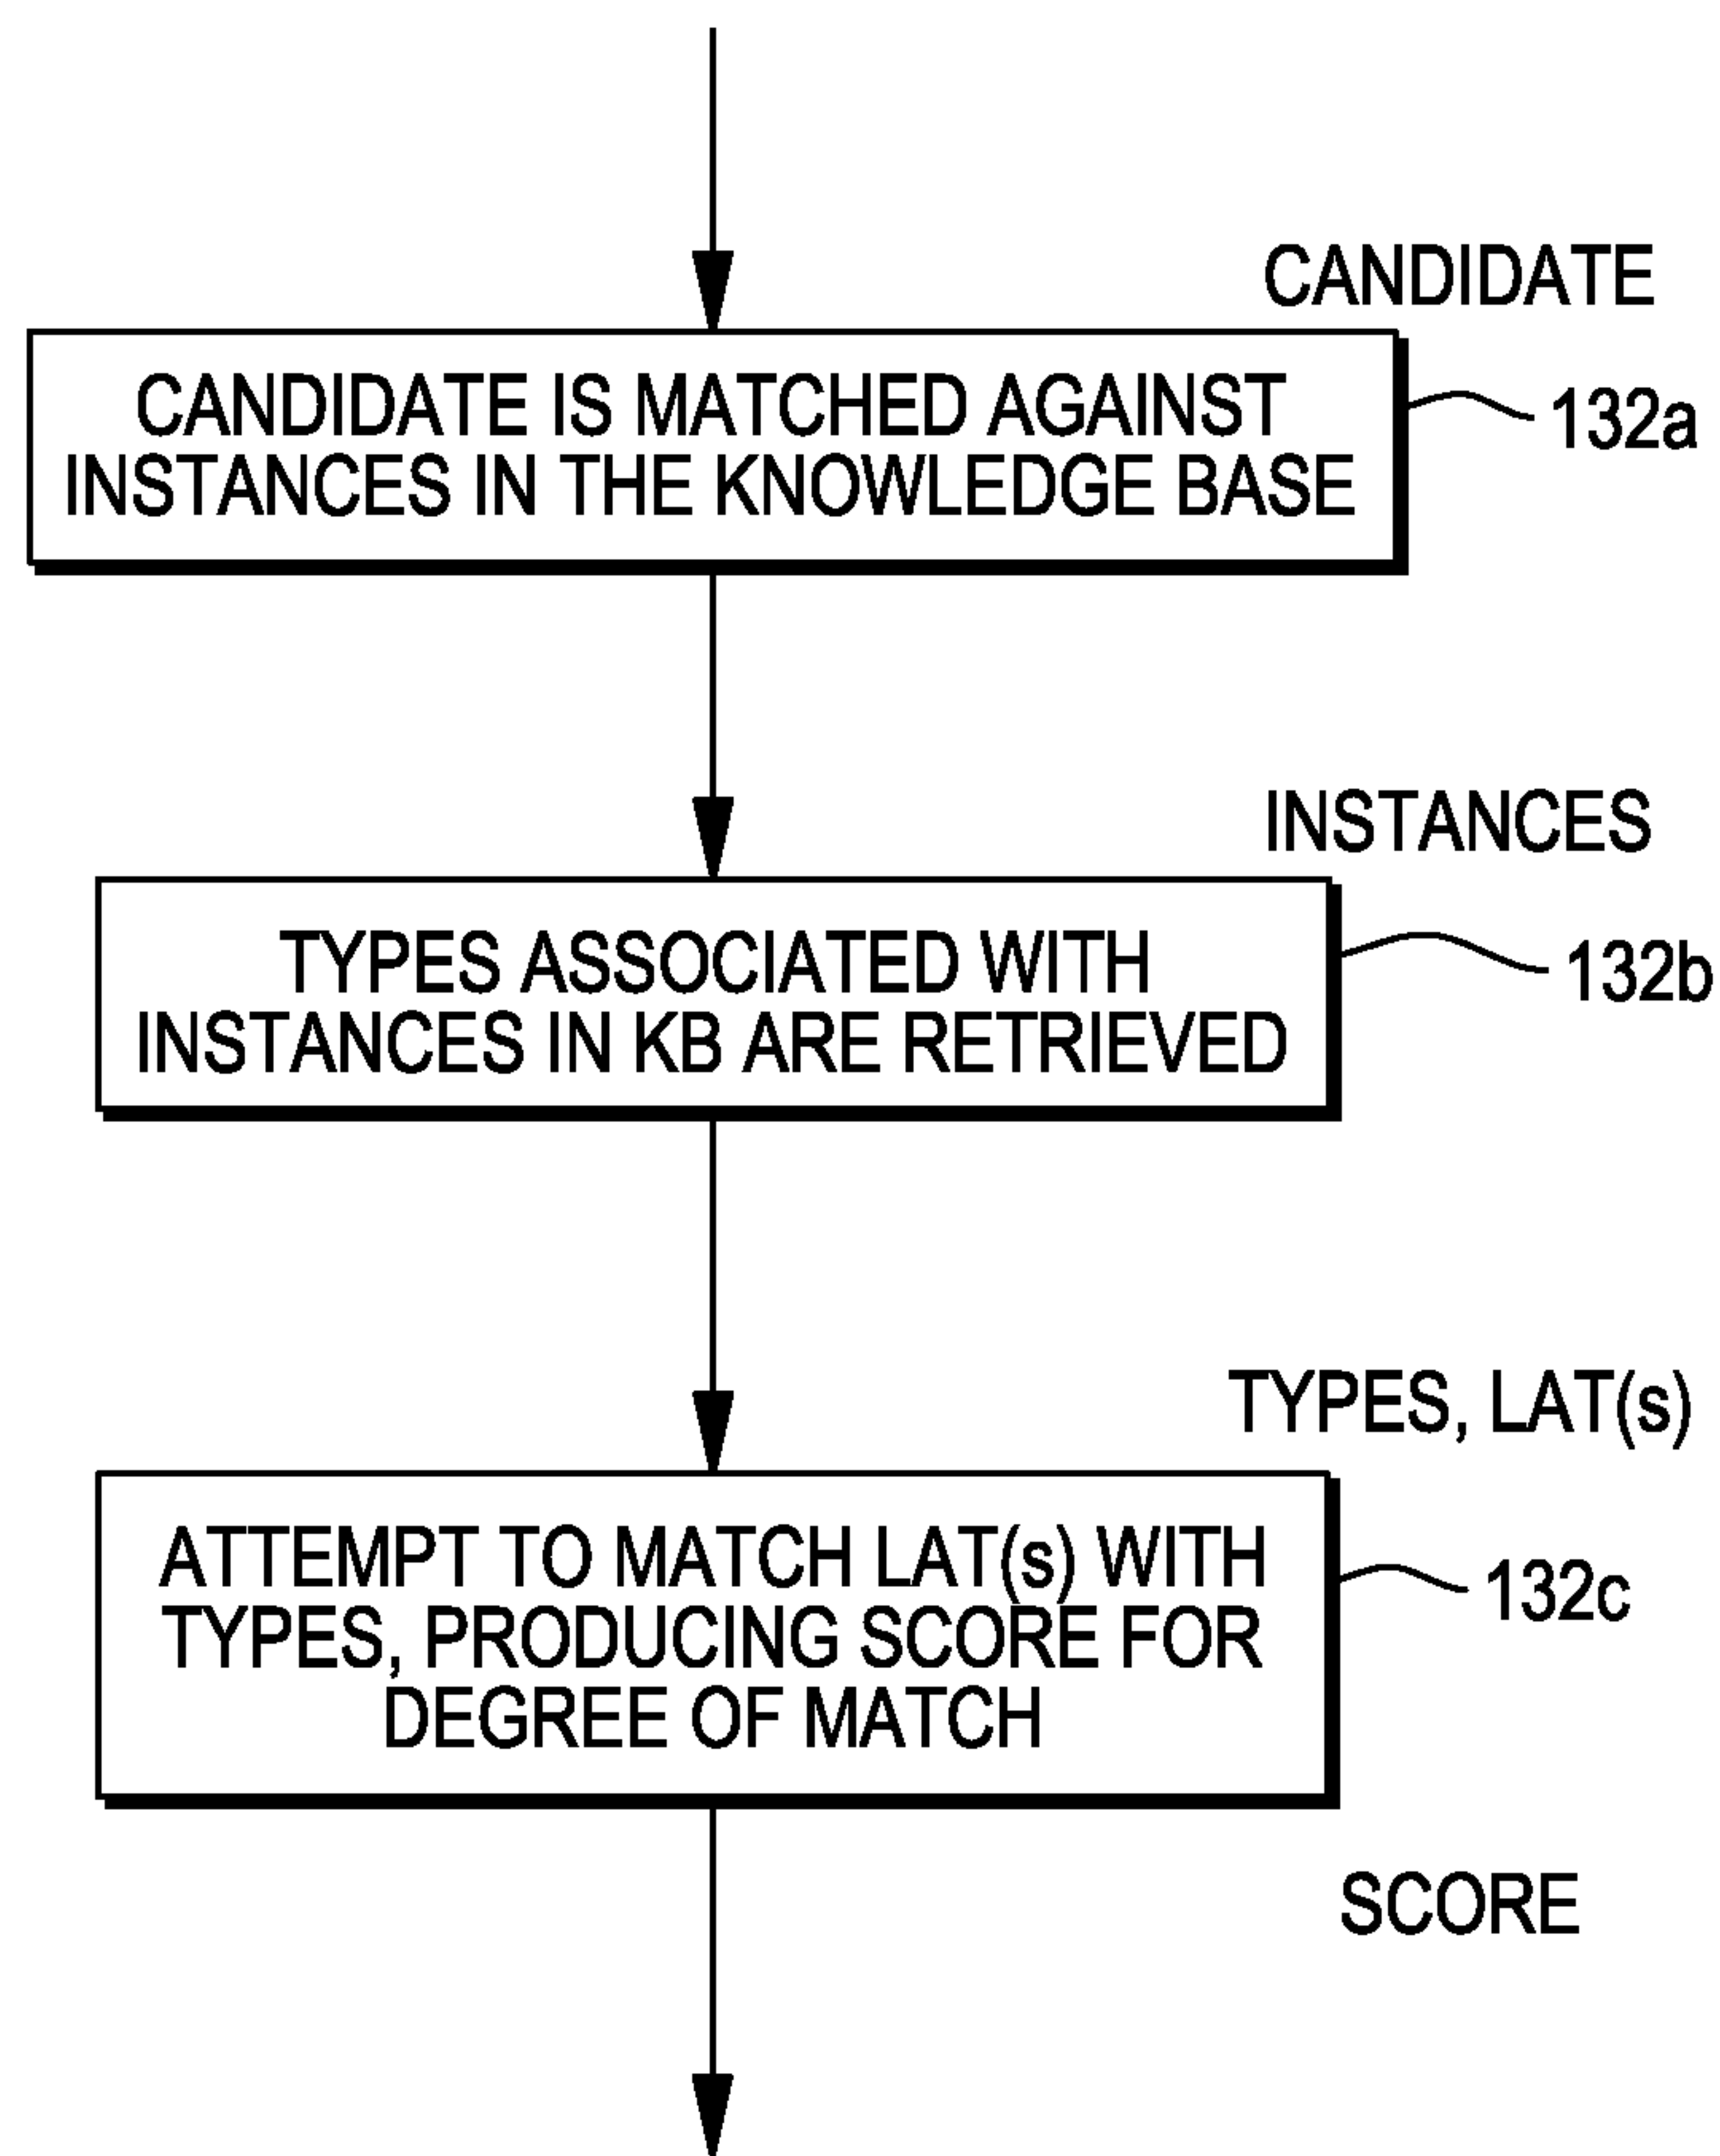 CANDIDATE
CANDIDATE IS MATCHED AGAINST
INSTANCES IN THE KNOWLEDGE BASE
132a
INSTANCES
TYPES ASSOCIATED WITH
INSTANCES IN KB ARE RETRIEVED
132b
TYPES, LAT(s)
ATTEMPT TO MATCH LAT(s) WITH
TYPES, PRODUCING SCORE FOR
DEGREE OF MATCH
132c
SCORE